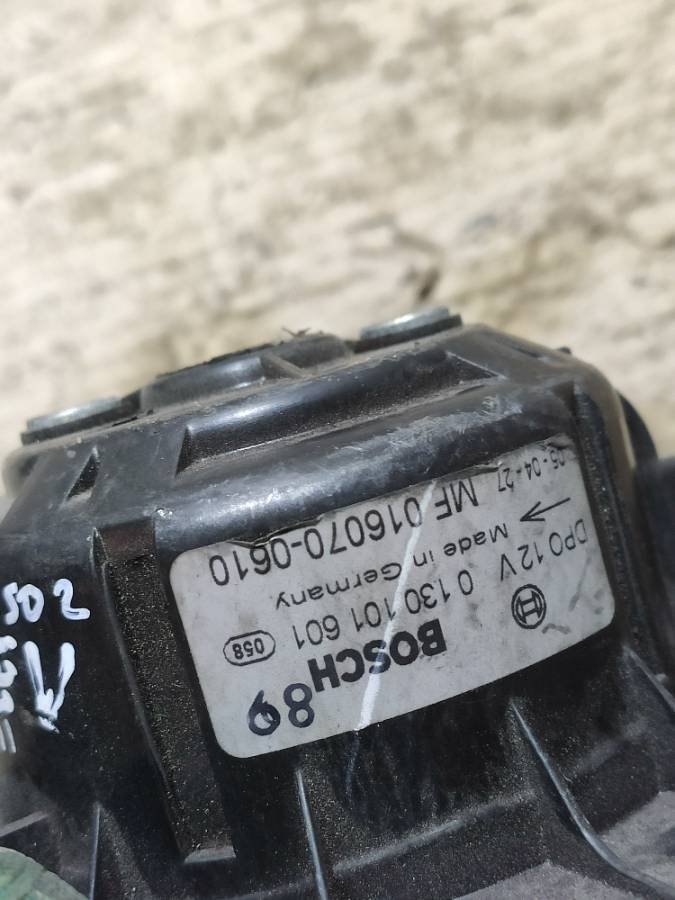 BOSCH 89
0 130 101 601 058
DPO 12V Made in Germany
MF 016070-0610
05-04-27